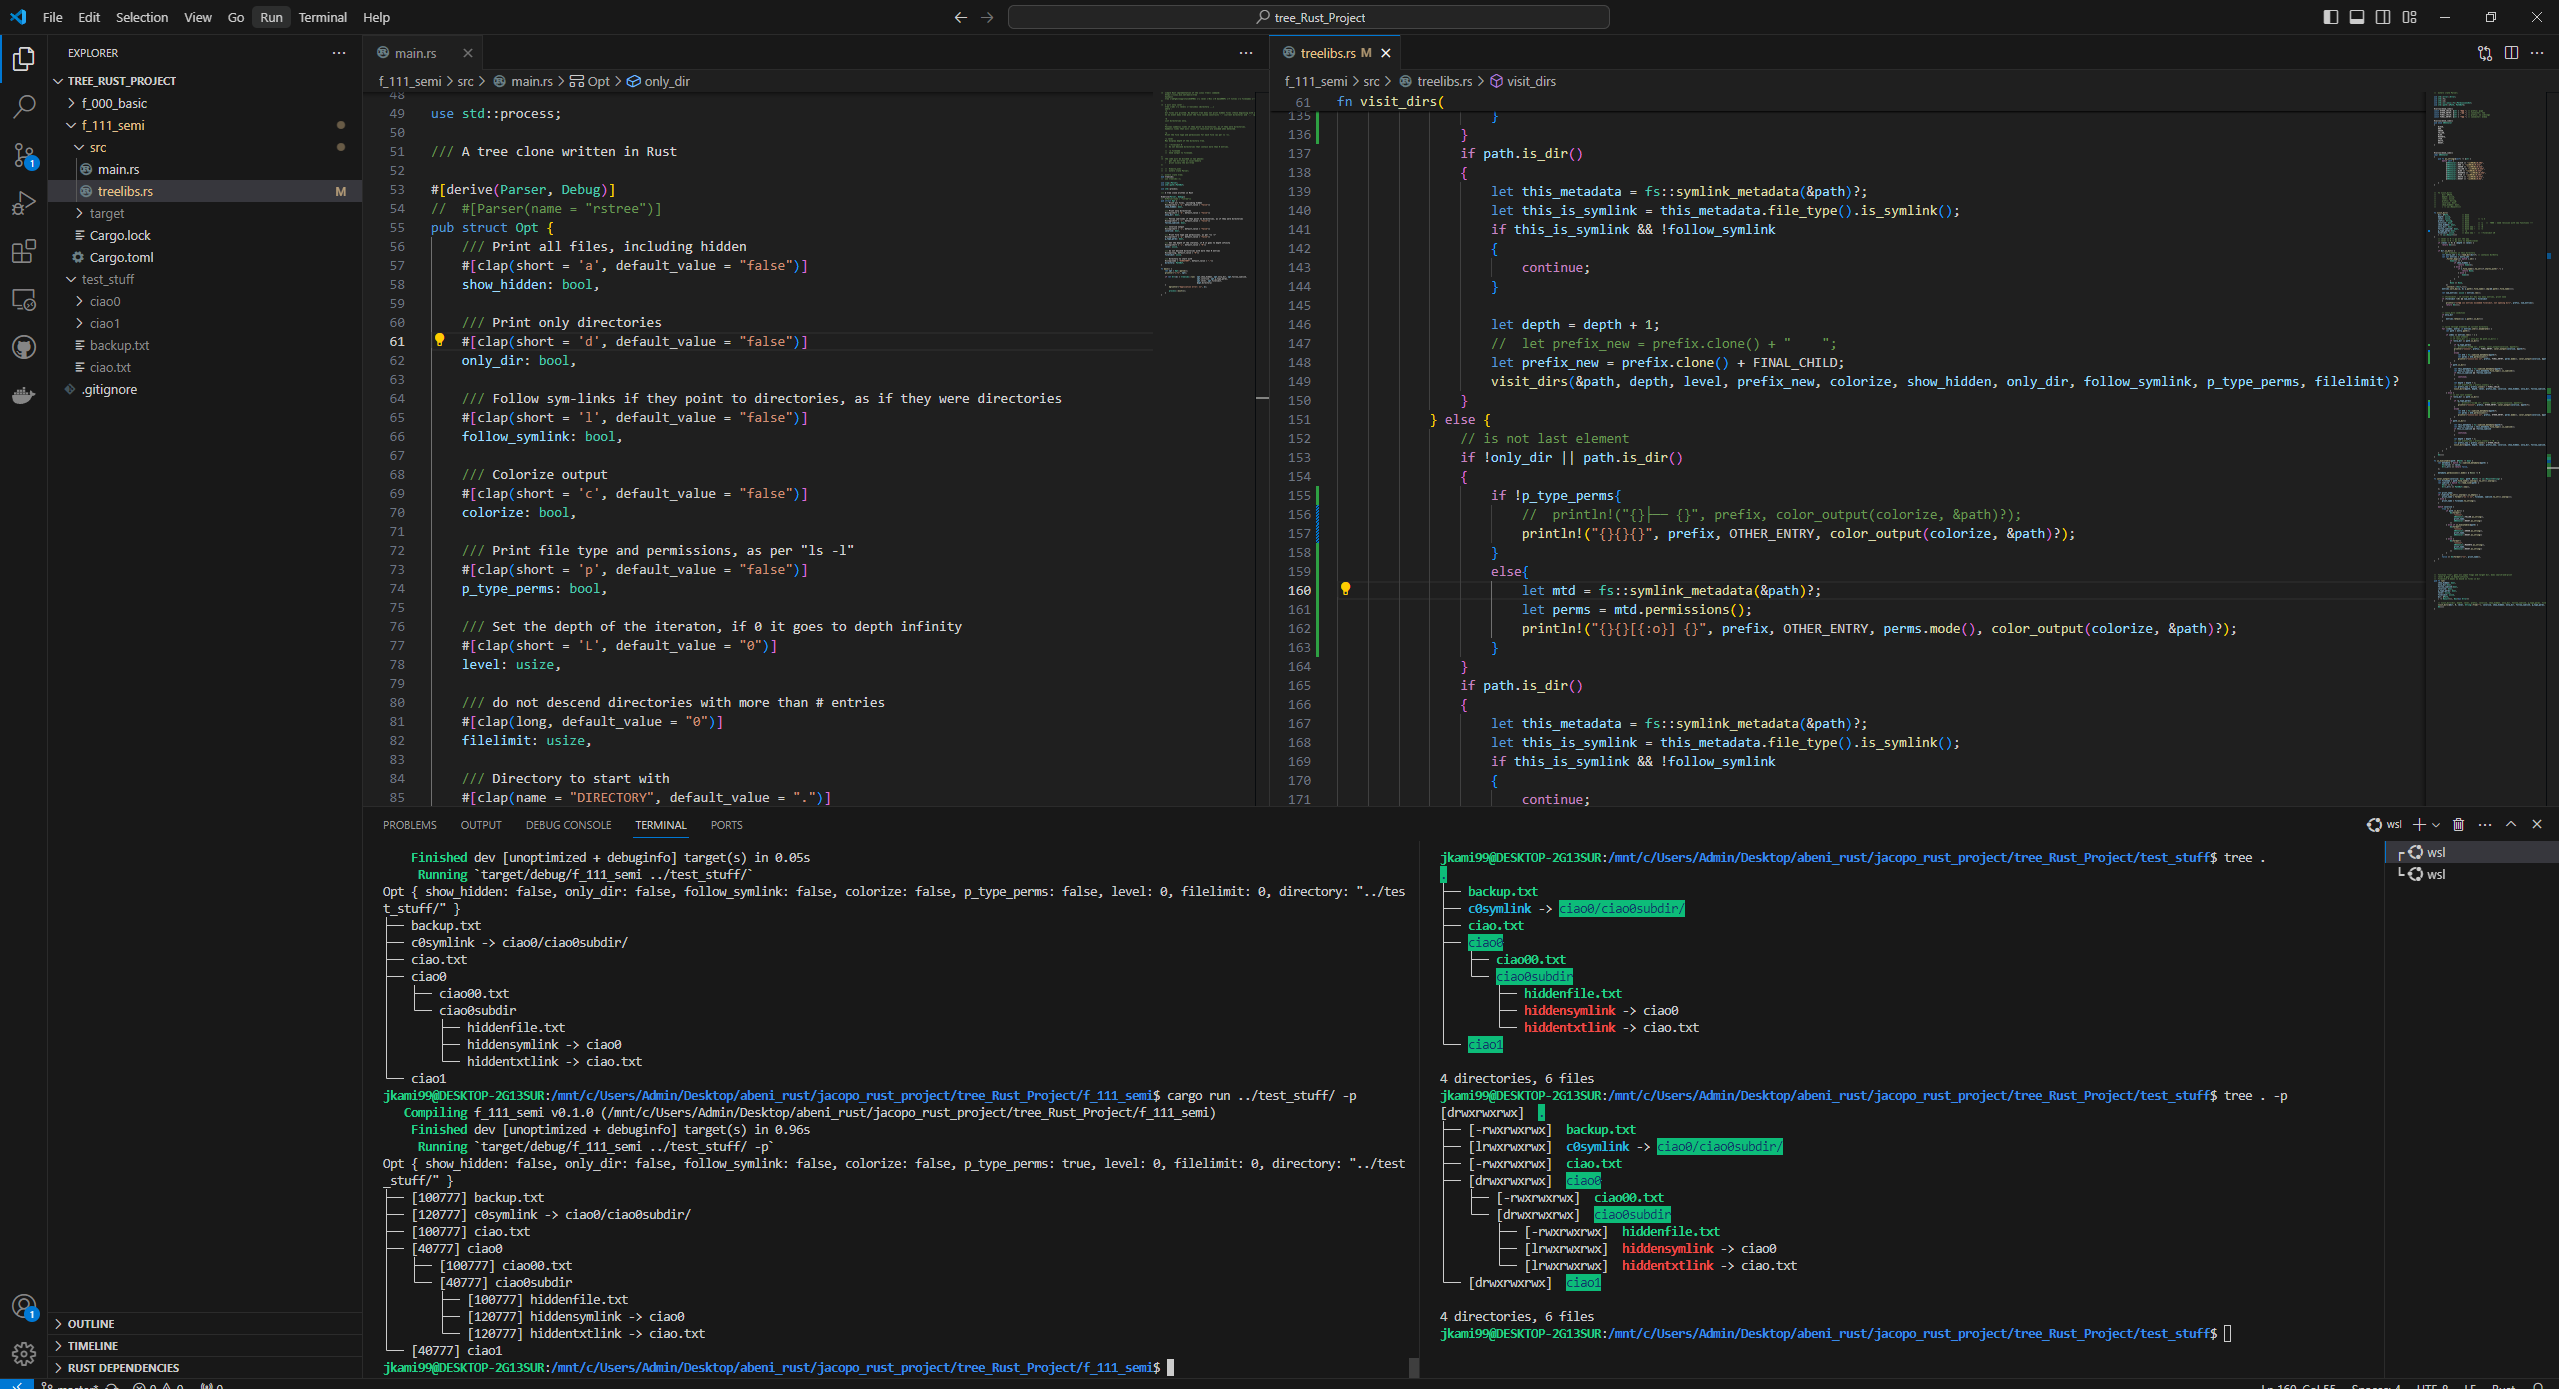 File Edit Selection View Go Run Terminal Help
tree_Rust_Project
EXPLORER
TREE_RUST_PROJECT
f_000_basic
f_111_semi
src
main.rs
treelibs.rs M
target
Cargo.lock
Cargo.toml
test_stuff
ciao0
ciao1
backup.txt
ciao.txt
.gitignore
OUTLINE
TIMELINE
RUST DEPENDENCIES
1
1
main.rs
f_111_semi > src > main.rs > Opt > only_dir
48
49 use std::process;
50
51 /// A tree clone written in Rust
52
53 #[derive(Parser, Debug)]
54 //  #[Parser(name = "rstree")]
55 pub struct Opt {
56     /// Print all files, including hidden
57     #[clap(short = 'a', default_value = "false")]
58     show_hidden: bool,
59
60     /// Print only directories
61     #[clap(short = 'd', default_value = "false")]
62     only_dir: bool,
63
64     /// Follow sym-links if they point to directories, as if they were directories
65     #[clap(short = 'l', default_value = "false")]
66     follow_symlink: bool,
67
68     /// Colorize output
69     #[clap(short = 'c', default_value = "false")]
70     colorize: bool,
71
72     /// Print file type and permissions, as per "ls -l"
73     #[clap(short = 'p', default_value = "false")]
74     p_type_perms: bool,
75
76     /// Set the depth of the iteraton, if 0 it goes to depth infinity
77     #[clap(short = 'L', default_value = "0")]
78     level: usize,
79
80     /// do not descend directories with more than # entries
81     #[clap(long, default_value = "0")]
82     filelimit: usize,
83
84     /// Directory to start with
85     #[clap(name = "DIRECTORY", default_value = ".")]
treelibs.rs M
f_111_semi > src > treelibs.rs > visit_dirs
61 fn visit_dirs(
135                     }
136                 }
137                 if path.is_dir()
138                 {
139                     let this_metadata = fs::symlink_metadata(&path)?;
140                     let this_is_symlink = this_metadata.file_type().is_symlink();
141                     if this_is_symlink && !follow_symlink
142                     {
143                         continue;
144                     }
145
146                     let depth = depth + 1;
147                     //  let prefix_new = prefix.clone() + "    ";
148                     let prefix_new = prefix.clone() + FINAL_CHILD;
149                     visit_dirs(&path, depth, level, prefix_new, colorize, show_hidden, only_dir, follow_symlink, p_type_perms, filelimit)?
150                 }
151             } else {
152                 // is not last element
153                 if !only_dir || path.is_dir()
154                 {
155                     if !p_type_perms{
156                         //  println!("{}├── {}", prefix, color_output(colorize, &path)?);
157                         println!("{}{}{}", prefix, OTHER_ENTRY, color_output(colorize, &path)?);
158                     }
159                     else{
160                         let mtd = fs::symlink_metadata(&path)?;
161                         let perms = mtd.permissions();
162                         println!("{}{}[{:o}] {}", prefix, OTHER_ENTRY, perms.mode(), color_output(colorize, &path)?);
163                     }
164                 }
165                 if path.is_dir()
166                 {
167                     let this_metadata = fs::symlink_metadata(&path)?;
168                     let this_is_symlink = this_metadata.file_type().is_symlink();
169                     if this_is_symlink && !follow_symlink
170                     {
171                         continue;
PROBLEMS OUTPUT DEBUG CONSOLE TERMINAL PORTS
wsl
    Finished dev [unoptimized + debuginfo] target(s) in 0.05s
     Running `target/debug/f_111_semi ../test_stuff/`
Opt { show_hidden: false, only_dir: false, follow_symlink: false, colorize: false, p_type_perms: false, level: 0, filelimit: 0, directory: "../tes
t_stuff/" }
├── backup.txt
├── c0symlink -> ciao0/ciao0subdir/
├── ciao.txt
├── ciao0
│   ├── ciao00.txt
│   └── ciao0subdir
│       ├── hiddenfile.txt
│       ├── hiddensymlink -> ciao0
│       └── hiddentxtlink -> ciao.txt
└── ciao1
jkami99@DESKTOP-2G13SUR:/mnt/c/Users/Admin/Desktop/abeni_rust/jacopo_rust_project/tree_Rust_Project/f_111_semi$ cargo run ../test_stuff/ -p
   Compiling f_111_semi v0.1.0 (/mnt/c/Users/Admin/Desktop/abeni_rust/jacopo_rust_project/tree_Rust_Project/f_111_semi)
    Finished dev [unoptimized + debuginfo] target(s) in 0.96s
     Running `target/debug/f_111_semi ../test_stuff/ -p`
Opt { show_hidden: false, only_dir: false, follow_symlink: false, colorize: false, p_type_perms: true, level: 0, filelimit: 0, directory: "../test
_stuff/" }
├── [100777] backup.txt
├── [120777] c0symlink -> ciao0/ciao0subdir/
├── [100777] ciao.txt
├── [40777] ciao0
│   ├── [100777] ciao00.txt
│   └── [40777] ciao0subdir
│       ├── [100777] hiddenfile.txt
│       ├── [120777] hiddensymlink -> ciao0
│       └── [120777] hiddentxtlink -> ciao.txt
└── [40777] ciao1
jkami99@DESKTOP-2G13SUR:/mnt/c/Users/Admin/Desktop/abeni_rust/jacopo_rust_project/tree_Rust_Project/f_111_semi$
jkami99@DESKTOP-2G13SUR:/mnt/c/Users/Admin/Desktop/abeni_rust/jacopo_rust_project/tree_Rust_Project/test_stuff$ tree .
.
├── backup.txt
├── c0symlink -> ciao0/ciao0subdir/
├── ciao.txt
├── ciao0
│   ├── ciao00.txt
│   └── ciao0subdir
│       ├── hiddenfile.txt
│       ├── hiddensymlink -> ciao0
│       └── hiddentxtlink -> ciao.txt
└── ciao1
4 directories, 6 files
jkami99@DESKTOP-2G13SUR:/mnt/c/Users/Admin/Desktop/abeni_rust/jacopo_rust_project/tree_Rust_Project/test_stuff$ tree . -p
[drwxrwxrwx]  .
├── [-rwxrwxrwx]  backup.txt
├── [lrwxrwxrwx]  c0symlink -> ciao0/ciao0subdir/
├── [-rwxrwxrwx]  ciao.txt
├── [drwxrwxrwx]  ciao0
│   ├── [-rwxrwxrwx]  ciao00.txt
│   └── [drwxrwxrwx]  ciao0subdir
│       ├── [-rwxrwxrwx]  hiddenfile.txt
│       ├── [lrwxrwxrwx]  hiddensymlink -> ciao0
│       └── [lrwxrwxrwx]  hiddentxtlink -> ciao.txt
└── [drwxrwxrwx]  ciao1
4 directories, 6 files
jkami99@DESKTOP-2G13SUR:/mnt/c/Users/Admin/Desktop/abeni_rust/jacopo_rust_project/tree_Rust_Project/test_stuff$
wsl
wsl